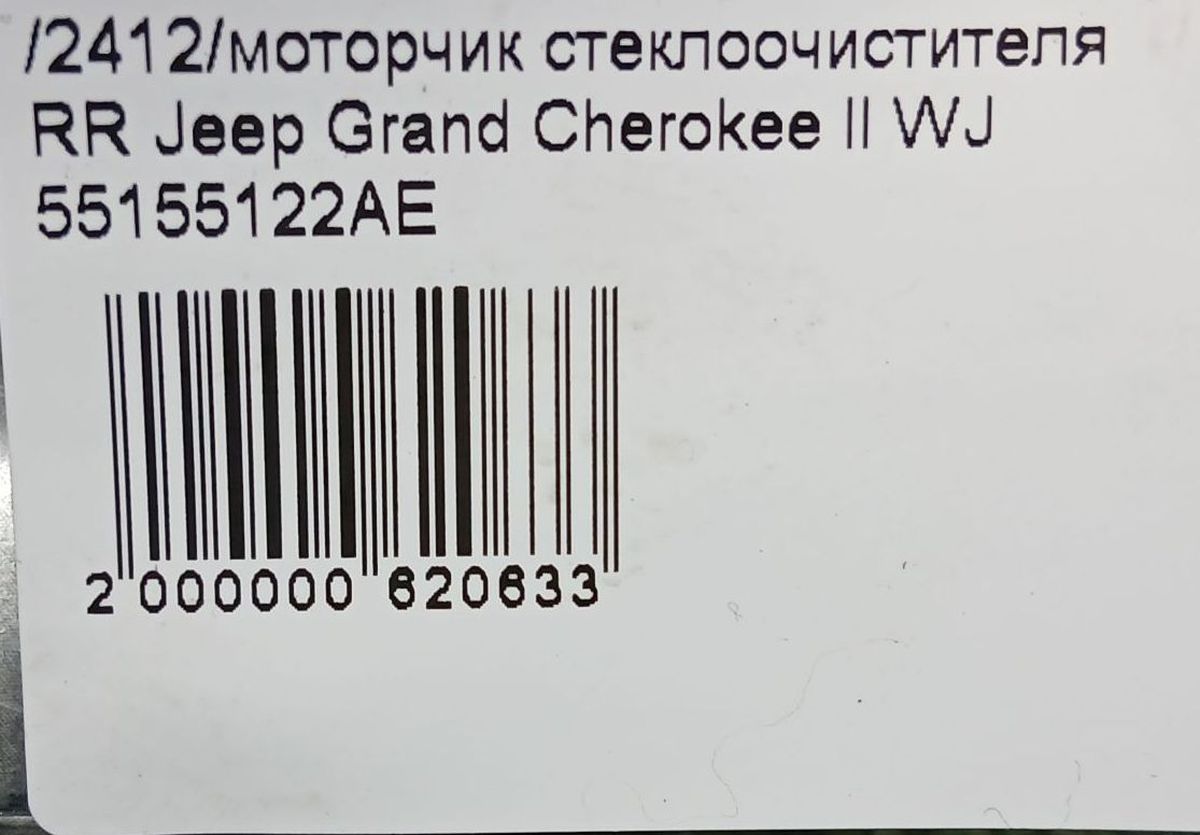 /2412/моторчик стеклоочистителя
RR Jeep Grand Cherokee II WJ
55155122AE
2 000000 620633